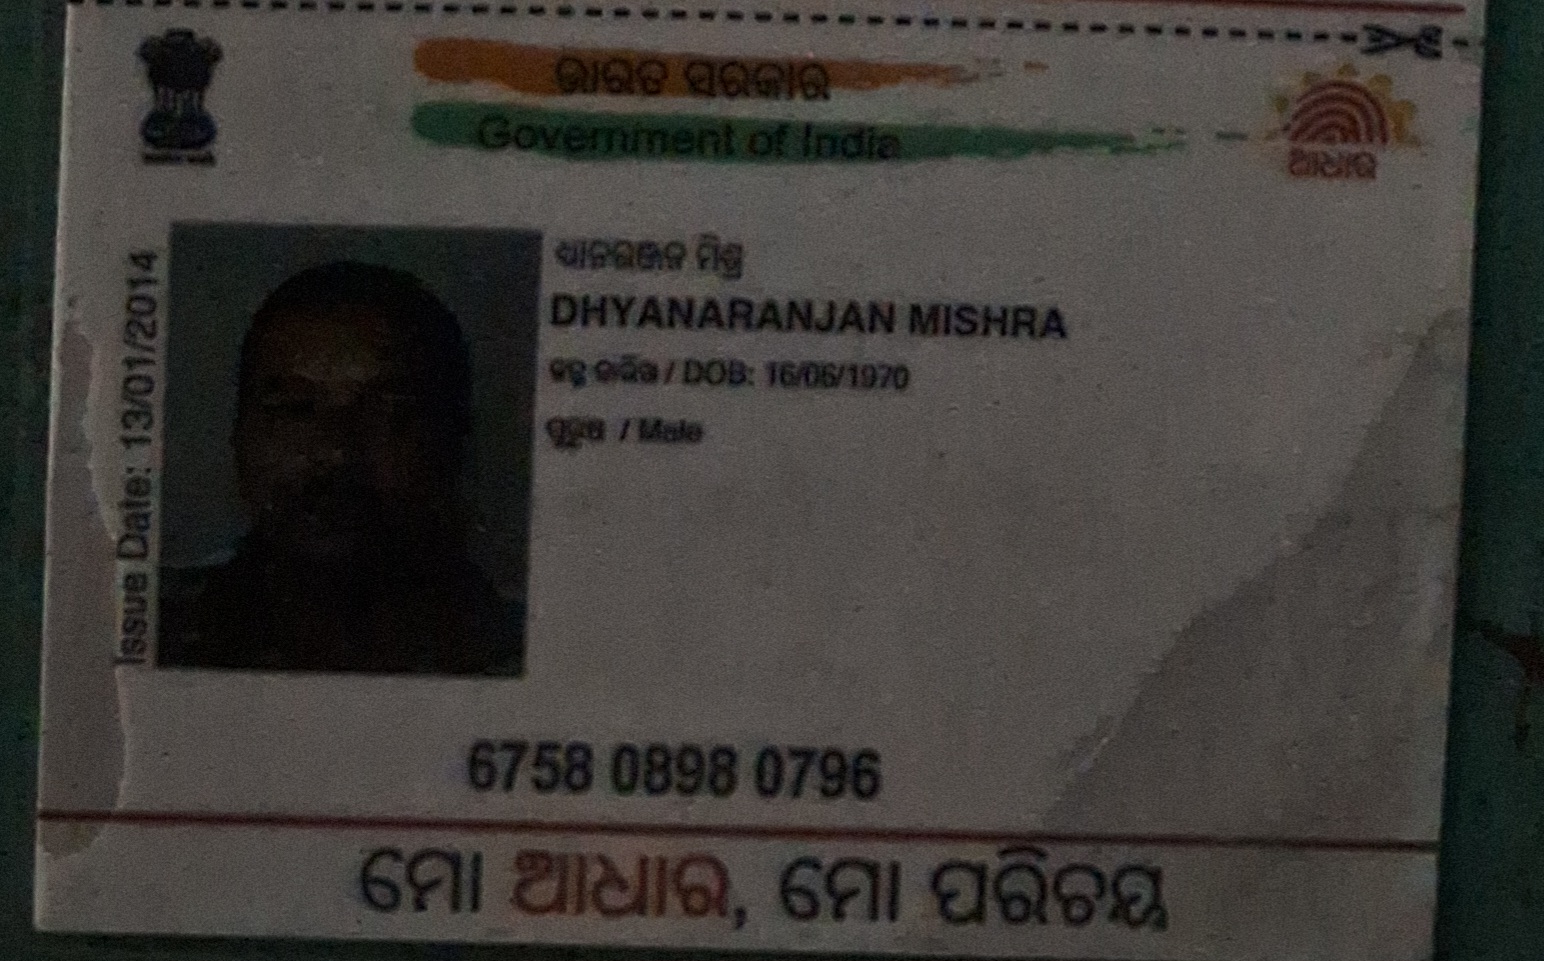 ଭାରତ ସରକାର
Government of India
ଆଧାର
Issue Date: 13/01/2014
ଧ୍ୟାନରଞ୍ଜନ ମିଶ୍ର
DHYANARANJAN MISHRA
/ DOB: 16/06/1970
ପୁରୁଷ / Male
6758 0898 0796
ମୋ ଆଧାର, ମୋ ପରିଚୟ